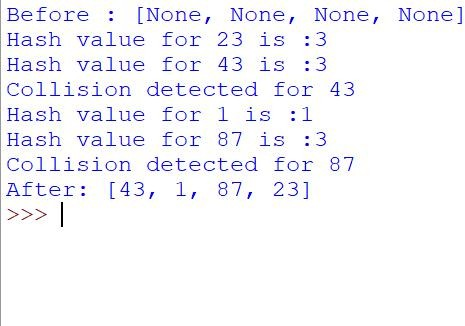 Before : [None, None, None, None]
Hash value for 23 is :3
Hash value for 43 is :3
Collision detected for 43
Hash value for 1 is :1
Hash value for 87 is :3
Collision detected for 87
After: [43, 1, 87, 23]
>>>